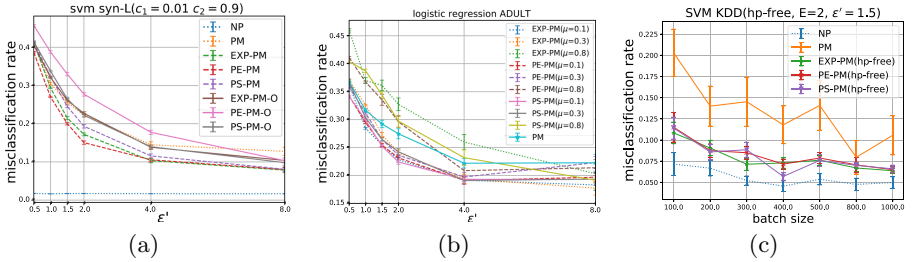 svm syn-L(c₁ = 0.01 c₂ = 0.9)
misclassification rate
0.4
0.3
0.2
0.1
0.0
0.5 1.0 1.5 2.0 4.0 8.0
ε'
NP
PM
EXP-PM
PE-PM
PS-PM
EXP-PM-O
PE-PM-O
PS-PM-O
(a)
logistic regression ADULT
misclassification rate
0.45
0.40
0.35
0.30
0.25
0.20
0.15
0.5 1.0 1.5 2.0 4.0 8.0
ε'
EXP-PM(μ=0.1)
EXP-PM(μ=0.3)
EXP-PM(μ=0.8)
PE-PM(μ=0.1)
PE-PM(μ=0.3)
PE-PM(μ=0.8)
PS-PM(μ=0.1)
PS-PM(μ=0.3)
PS-PM(μ=0.8)
PM
(b)
SVM KDD(hp-free, E=2, ε' = 1.5)
misclassification rate
0.225
0.200
0.175
0.150
0.125
0.100
0.075
0.050
100.0 200.0 300.0 400.0 500.0 800.0 1000.0
batch size
NP
PM
EXP-PM(hp-free)
PE-PM(hp-free)
PS-PM(hp-free)
(c)